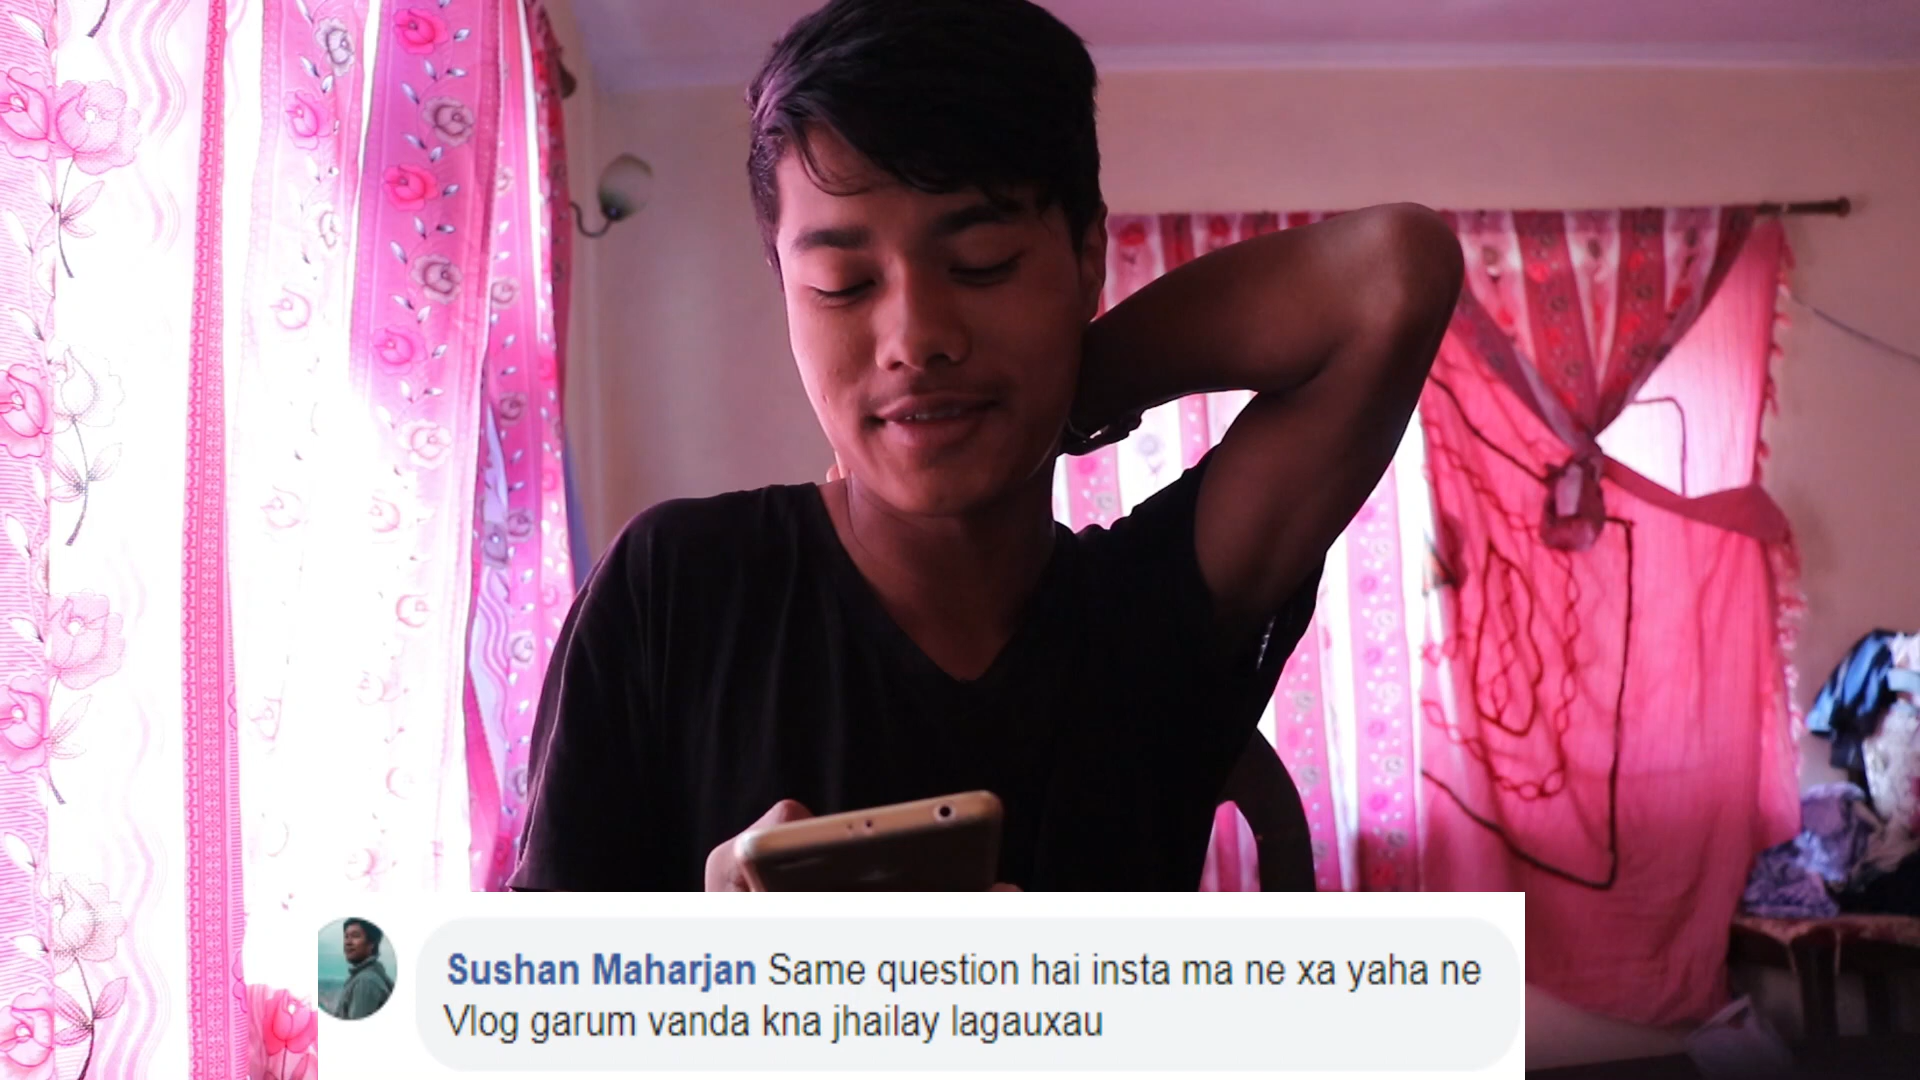 Sushan Maharjan Same question hai insta ma ne xa yaha ne
Vlog garum vanda kna jhailay lagauxau